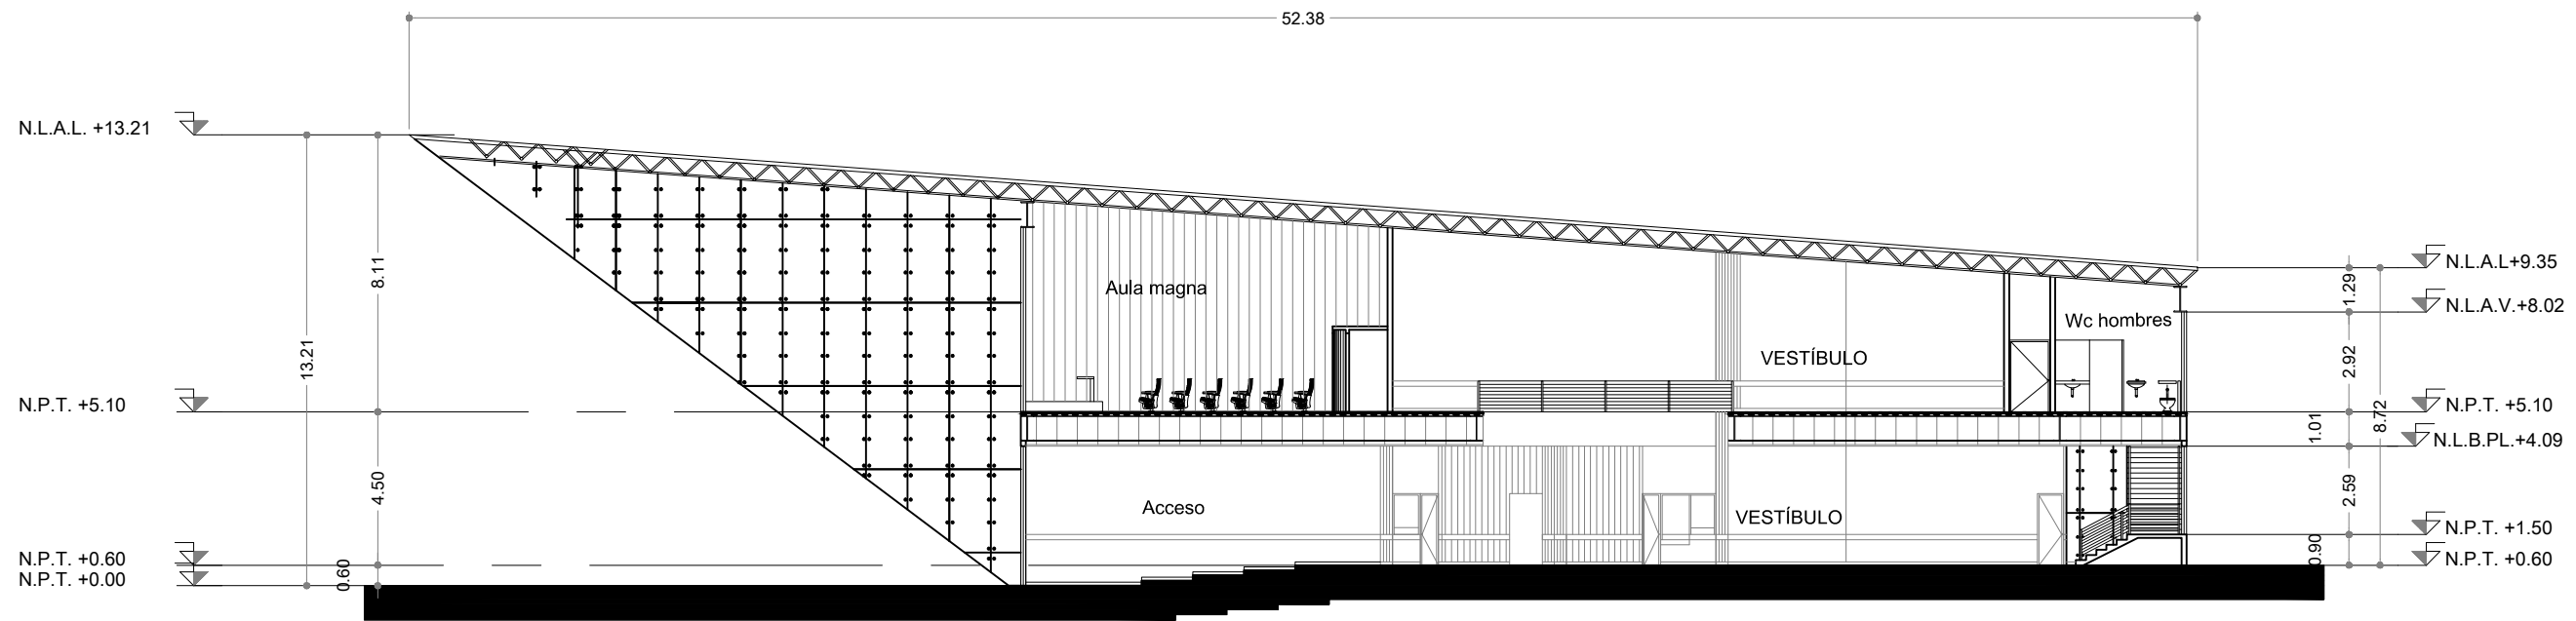 52.38
N.L.A.L. +13.21
8.11
13.21
Aula magna
N.L.A.L+9.35
1.29
N.L.A.V.+8.02
Wc hombres
VESTÍBULO
2.92
N.P.T. +5.10
N.P.T. +5.10
8.72
1.01
N.L.B.PL.+4.09
4.50
Acceso
VESTÍBULO
2.59
N.P.T. +1.50
N.P.T. +0.60
0.90
N.P.T. +0.60
N.P.T. +0.00
0.60